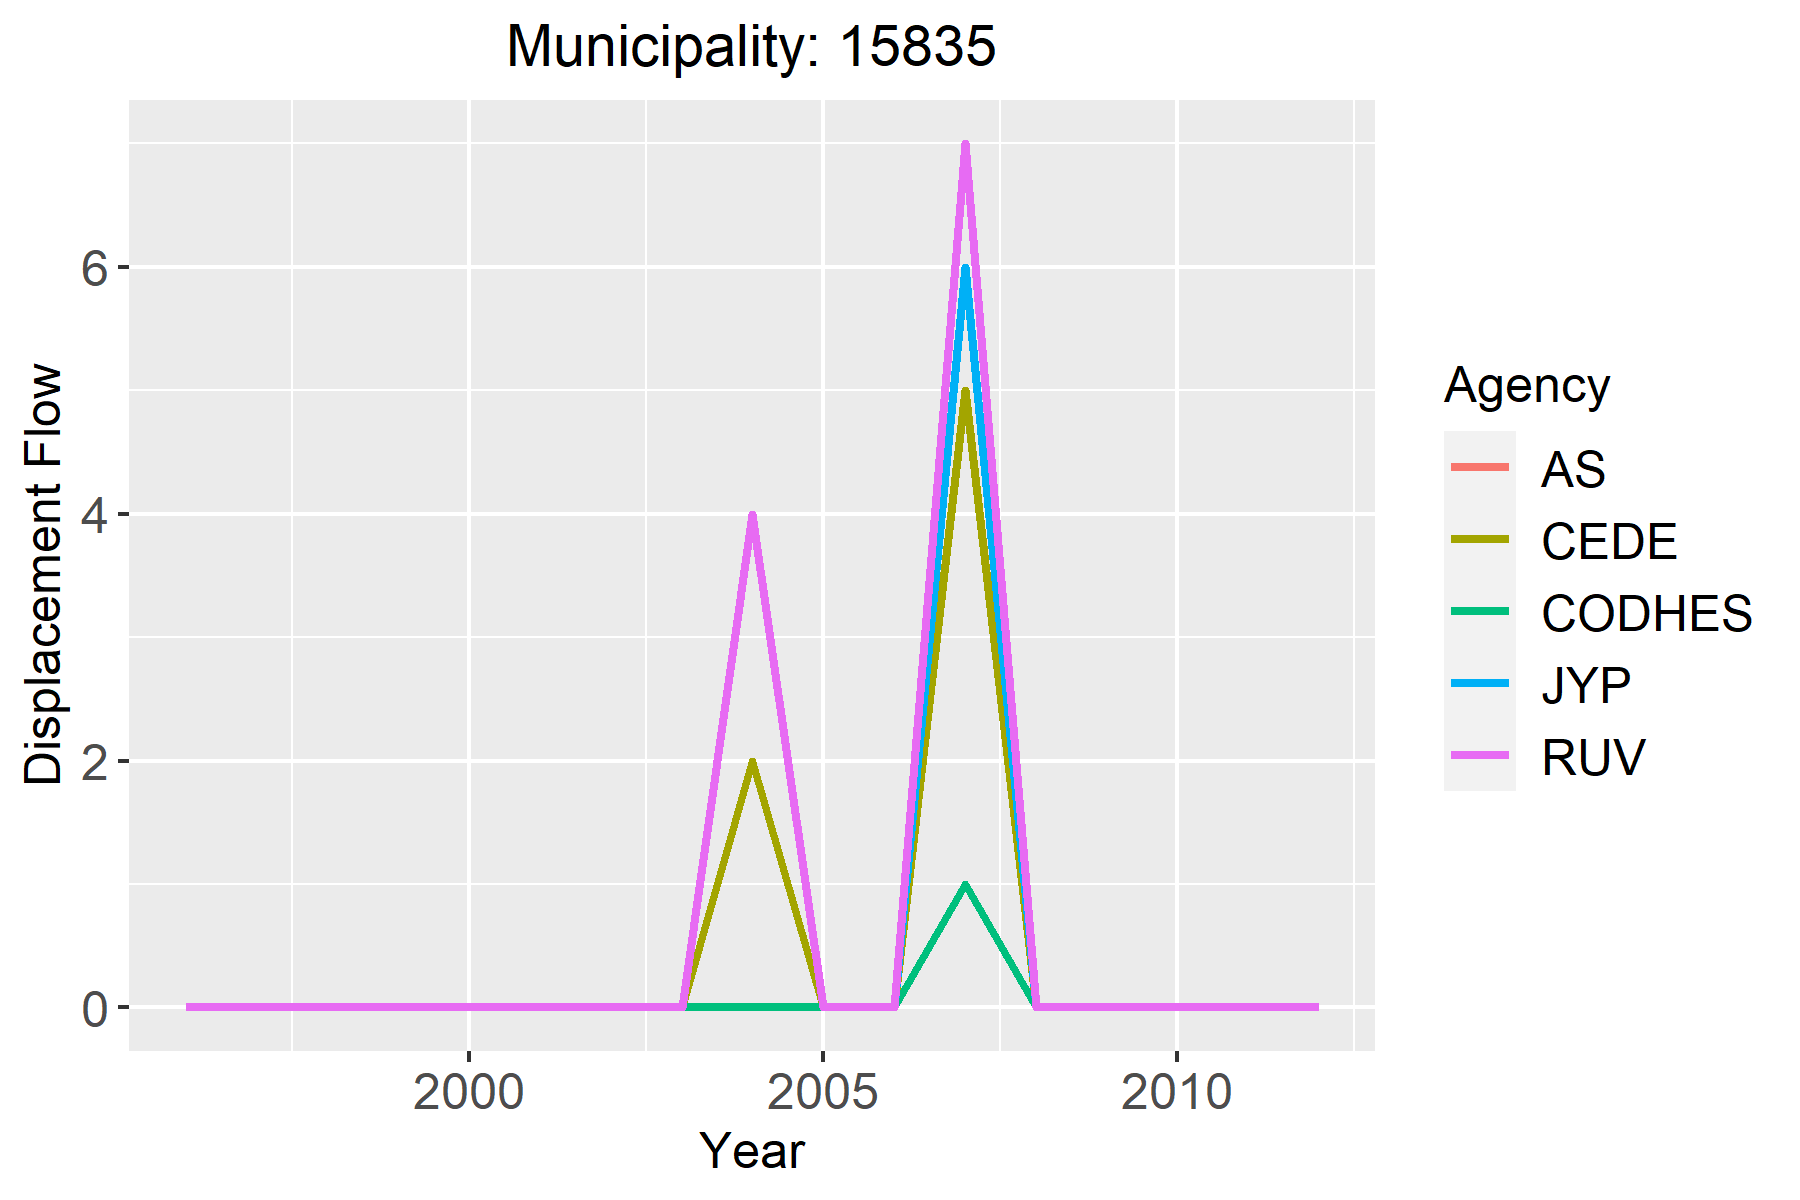 Municipality: 15835
Displacement Flow
6
4
2
0
2000
2005
2010
Year
Agency
AS
CEDE
CODHES
JYP
RUV